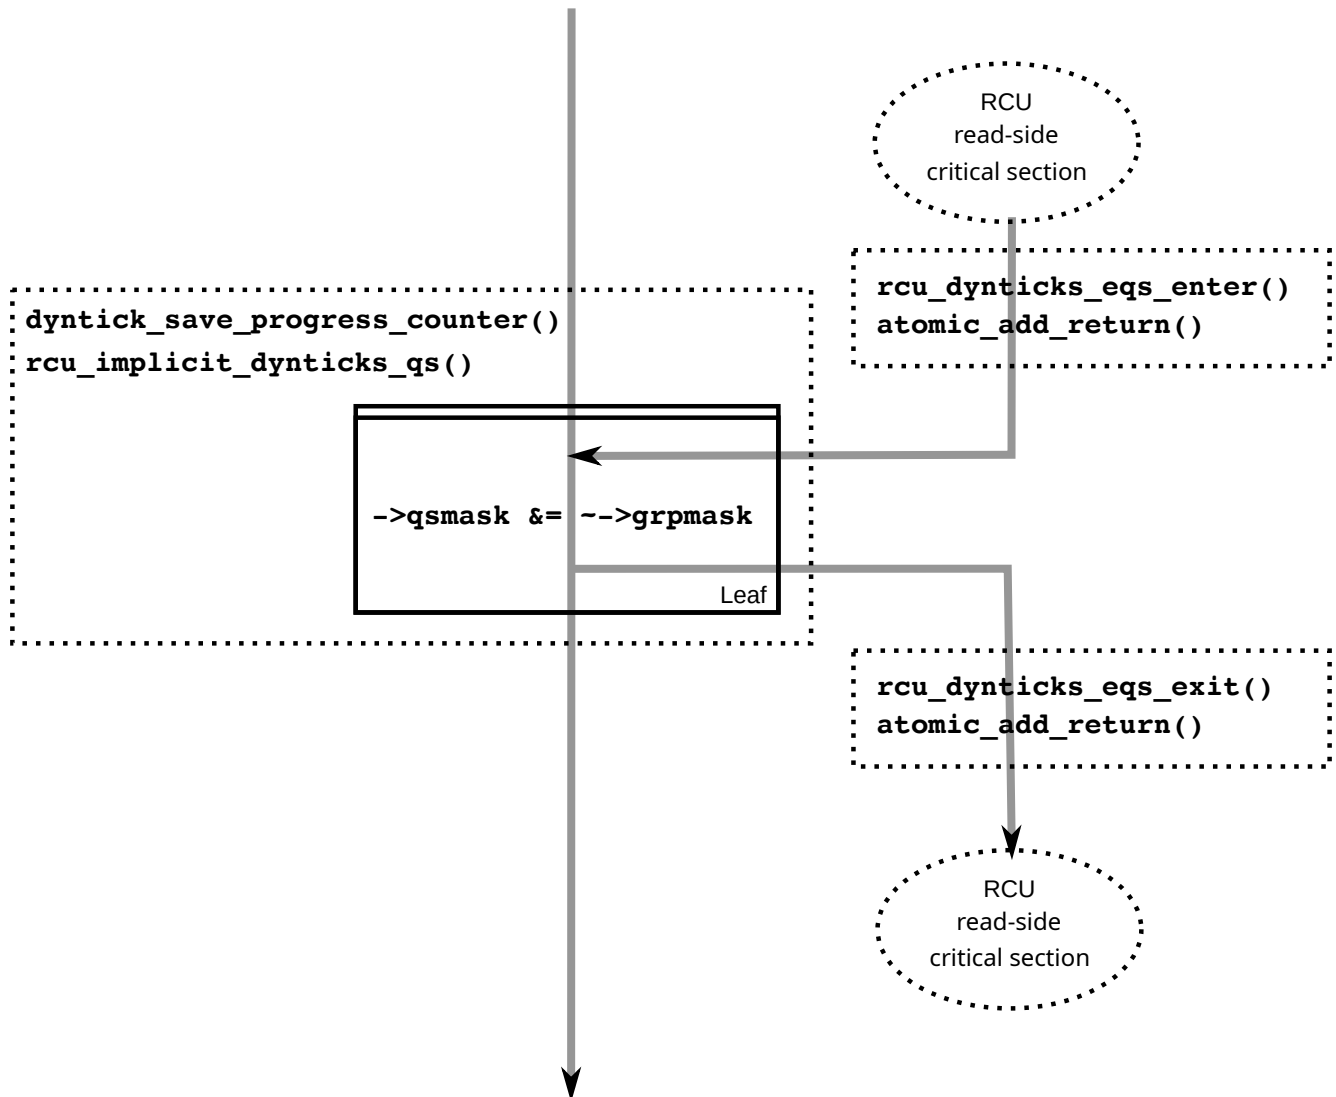 RCU
read-side
critical section
rcu_dynticks_eqs_enter()
atomic_add_return()
dyntick_save_progress_counter()
rcu_implicit_dynticks_qs()
->qsmask &= ~->grpmask
Leaf
rcu_dynticks_eqs_exit()
atomic_add_return()
RCU
read-side
critical section